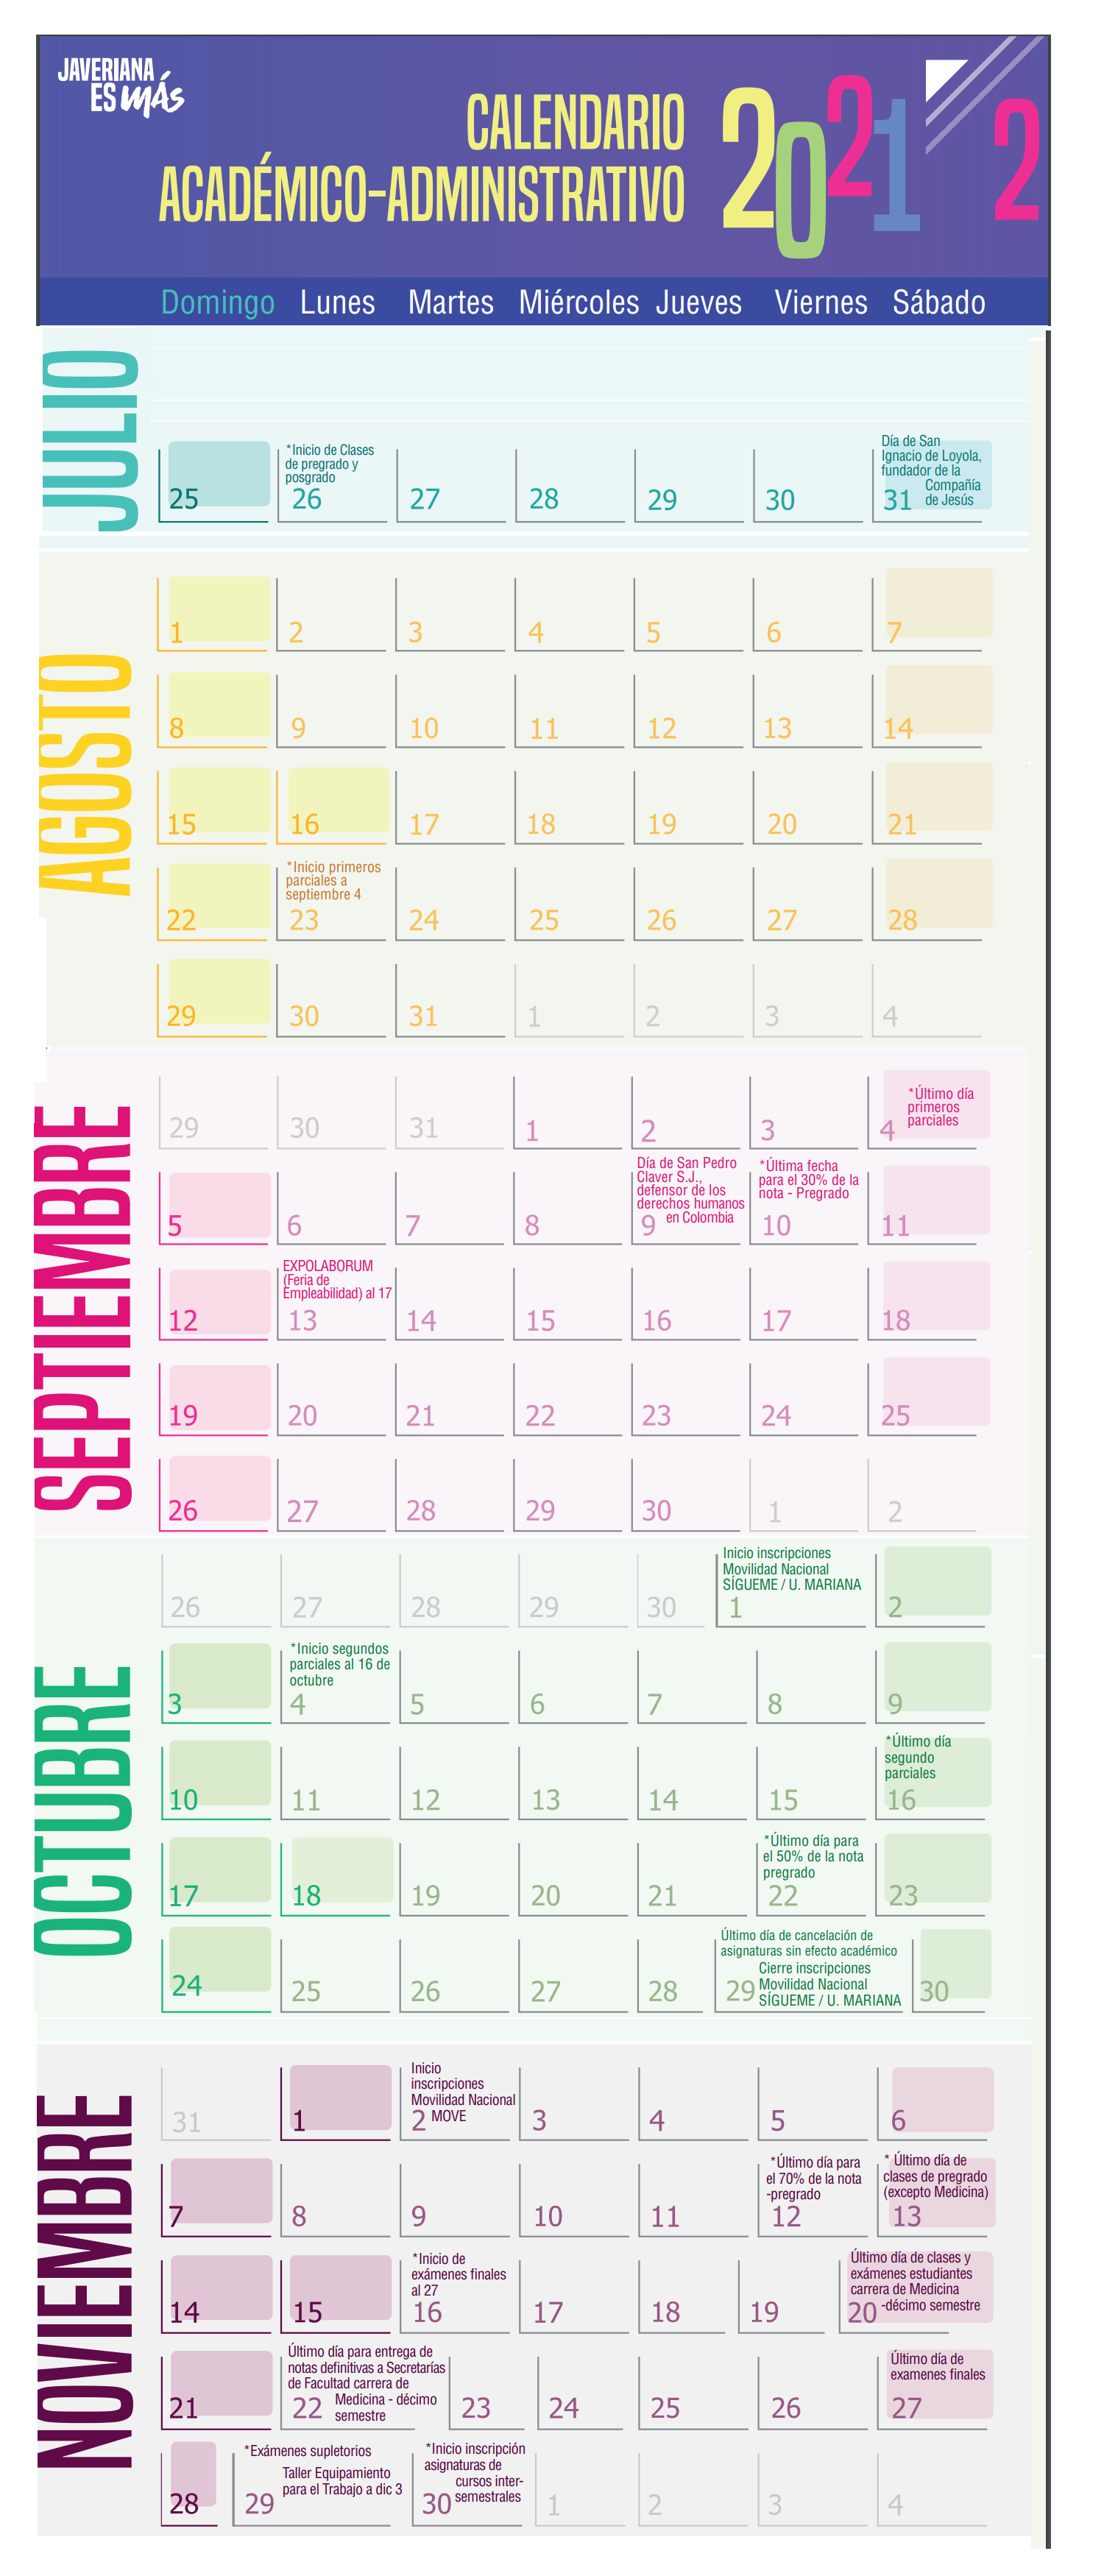 JAVERIANA
ES MÁS
CALENDARIO
ACADÉMICO-ADMINISTRATIVO
2021 2
Domingo Lunes Martes Miércoles Jueves Viernes Sábado
JULIO
*Inicio de Clases
de pregrado y
posgrado
Día de San
Ignacio de Loyola,
fundador de la
Compañía
de Jesús
25 26 27 28 29 30 31
AGOSTO
1 2 3 4 5 6 7
8 9 10 11 12 13 14
15 16 17 18 19 20 21
*Inicio primeros
parciales a
septiembre 4
22 23 24 25 26 27 28
29 30 31 1 2 3 4
SEPTIEMBRE
*Último día
primeros
parciales
29 30 31 1 2 3 4
Día de San Pedro
Claver S.J.,
defensor de los
derechos humanos
en Colombia
*Última fecha
para el 30% de la
nota - Pregrado
5 6 7 8 9 10 11
EXPOLABORUM
(Feria de
Empleabilidad) al 17
12 13 14 15 16 17 18
19 20 21 22 23 24 25
26 27 28 29 30 1 2
OCTUBRE
Inicio inscripciones
Movilidad Nacional
SÍGUEME / U. MARIANA
26 27 28 29 30 1 2
*Inicio segundos
parciales al 16 de
octubre
3 4 5 6 7 8 9
*Último día
segundo
parciales
10 11 12 13 14 15 16
*Último día para
el 50% de la nota
pregrado
17 18 19 20 21 22 23
Último día de cancelación de
asignaturas sin efecto académico
Cierre inscripciones
Movilidad Nacional
SÍGUEME / U. MARIANA
24 25 26 27 28 29 30
NOVIEMBRE
Inicio
inscripciones
Movilidad Nacional
MOVE
31 1 2 3 4 5 6
*Último día para
el 70% de la nota
-pregrado
* Último día de
clases de pregrado
(excepto Medicina)
7 8 9 10 11 12 13
*Inicio de
exámenes finales
al 27
Último día de clases y
exámenes estudiantes
carrera de Medicina
-décimo semestre
14 15 16 17 18 19 20
Último día para entrega de
notas definitivas a Secretarías
de Facultad carrera de
Medicina - décimo
semestre
Último día de
examenes finales
21 22 23 24 25 26 27
*Exámenes supletorios
Taller Equipamiento
para el Trabajo a dic 3
*Inicio inscripción
asignaturas de
cursos inter-
semestrales
28 29 30 1 2 3 4